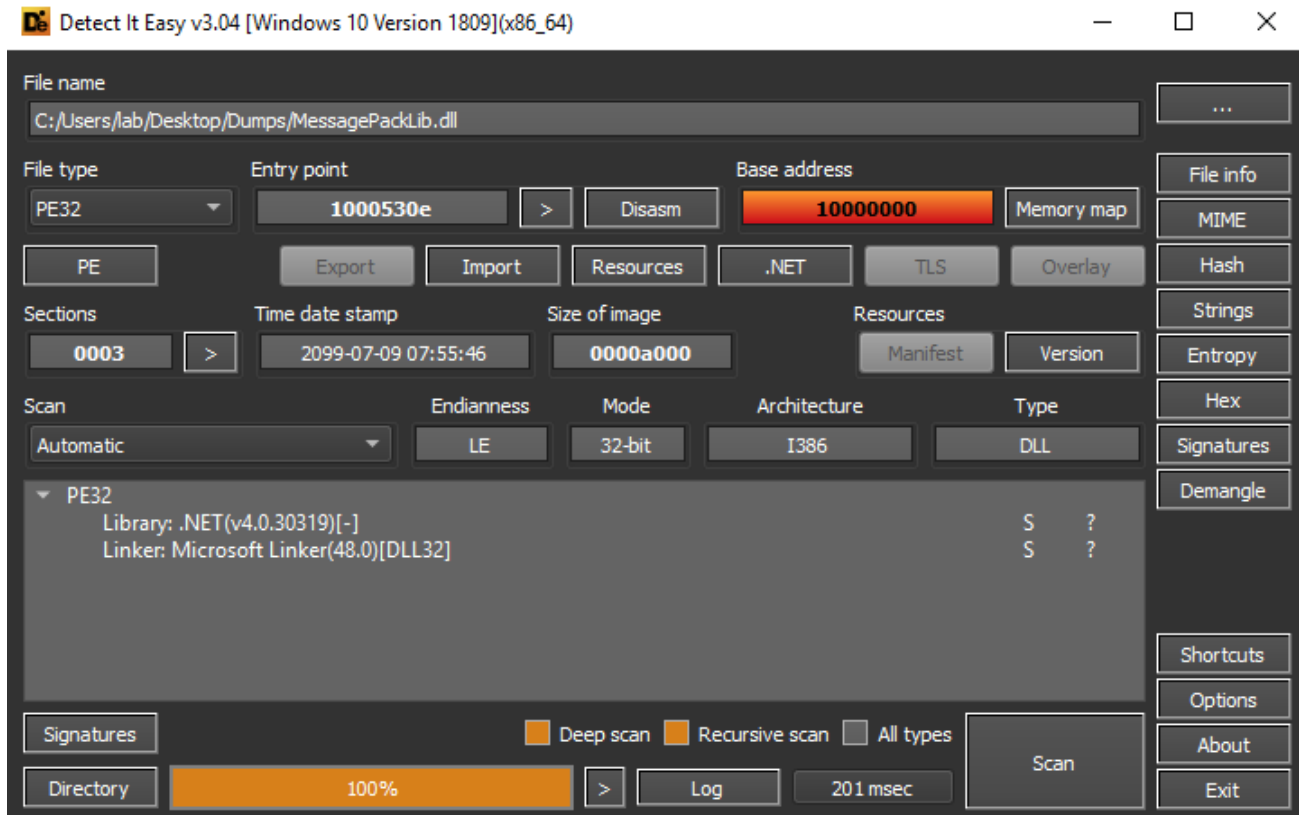 Detect It Easy v3.04 [Windows 10 Version 1809](x86_64)
File name
C:/Users/lab/Desktop/Dumps/MessagePackLib.dll
...
File type Entry point Base address
PE32 1000530e > Disasm 10000000 Memory map
File info
MIME
PE Export Import Resources .NET TLS Overlay
Hash
Sections Time date stamp Size of image Resources
Strings
0003 > 2099-07-09 07:55:46 0000a000 Manifest Version
Entropy
Scan Endianness Mode Architecture Type
Hex
Automatic LE 32-bit I386 DLL
Signatures
PE32
Demangle
Library: .NET(v4.0.30319)[-] S ?
Linker: Microsoft Linker(48.0)[DLL32] S ?
Shortcuts
Options
Signatures Deep scan Recursive scan All types Scan
About
Directory 100% > Log 201 msec
Exit